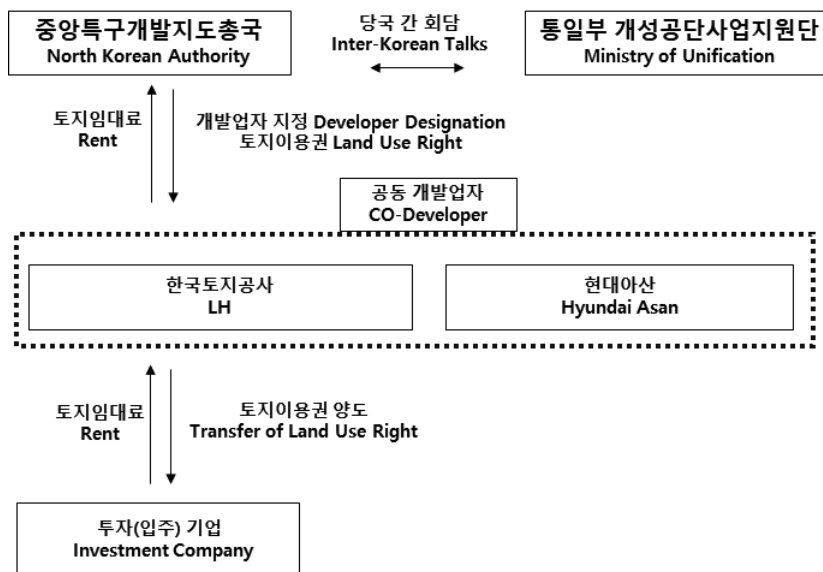 중앙특구개발지도총국
North Korean Authority
당국 간 회담
Inter-Korean Talks
통일부 개성공단사업지원단
Ministry of Unification
토지임대료
Rent
개발업자 지정 Developer Designation
토지이용권 Land Use Right
공동 개발업자
CO-Developer
한국토지공사
LH
현대아산
Hyundai Asan
토지임대료
Rent
토지이용권 양도
Transfer of Land Use Right
투자(입주) 기업
Investment Company